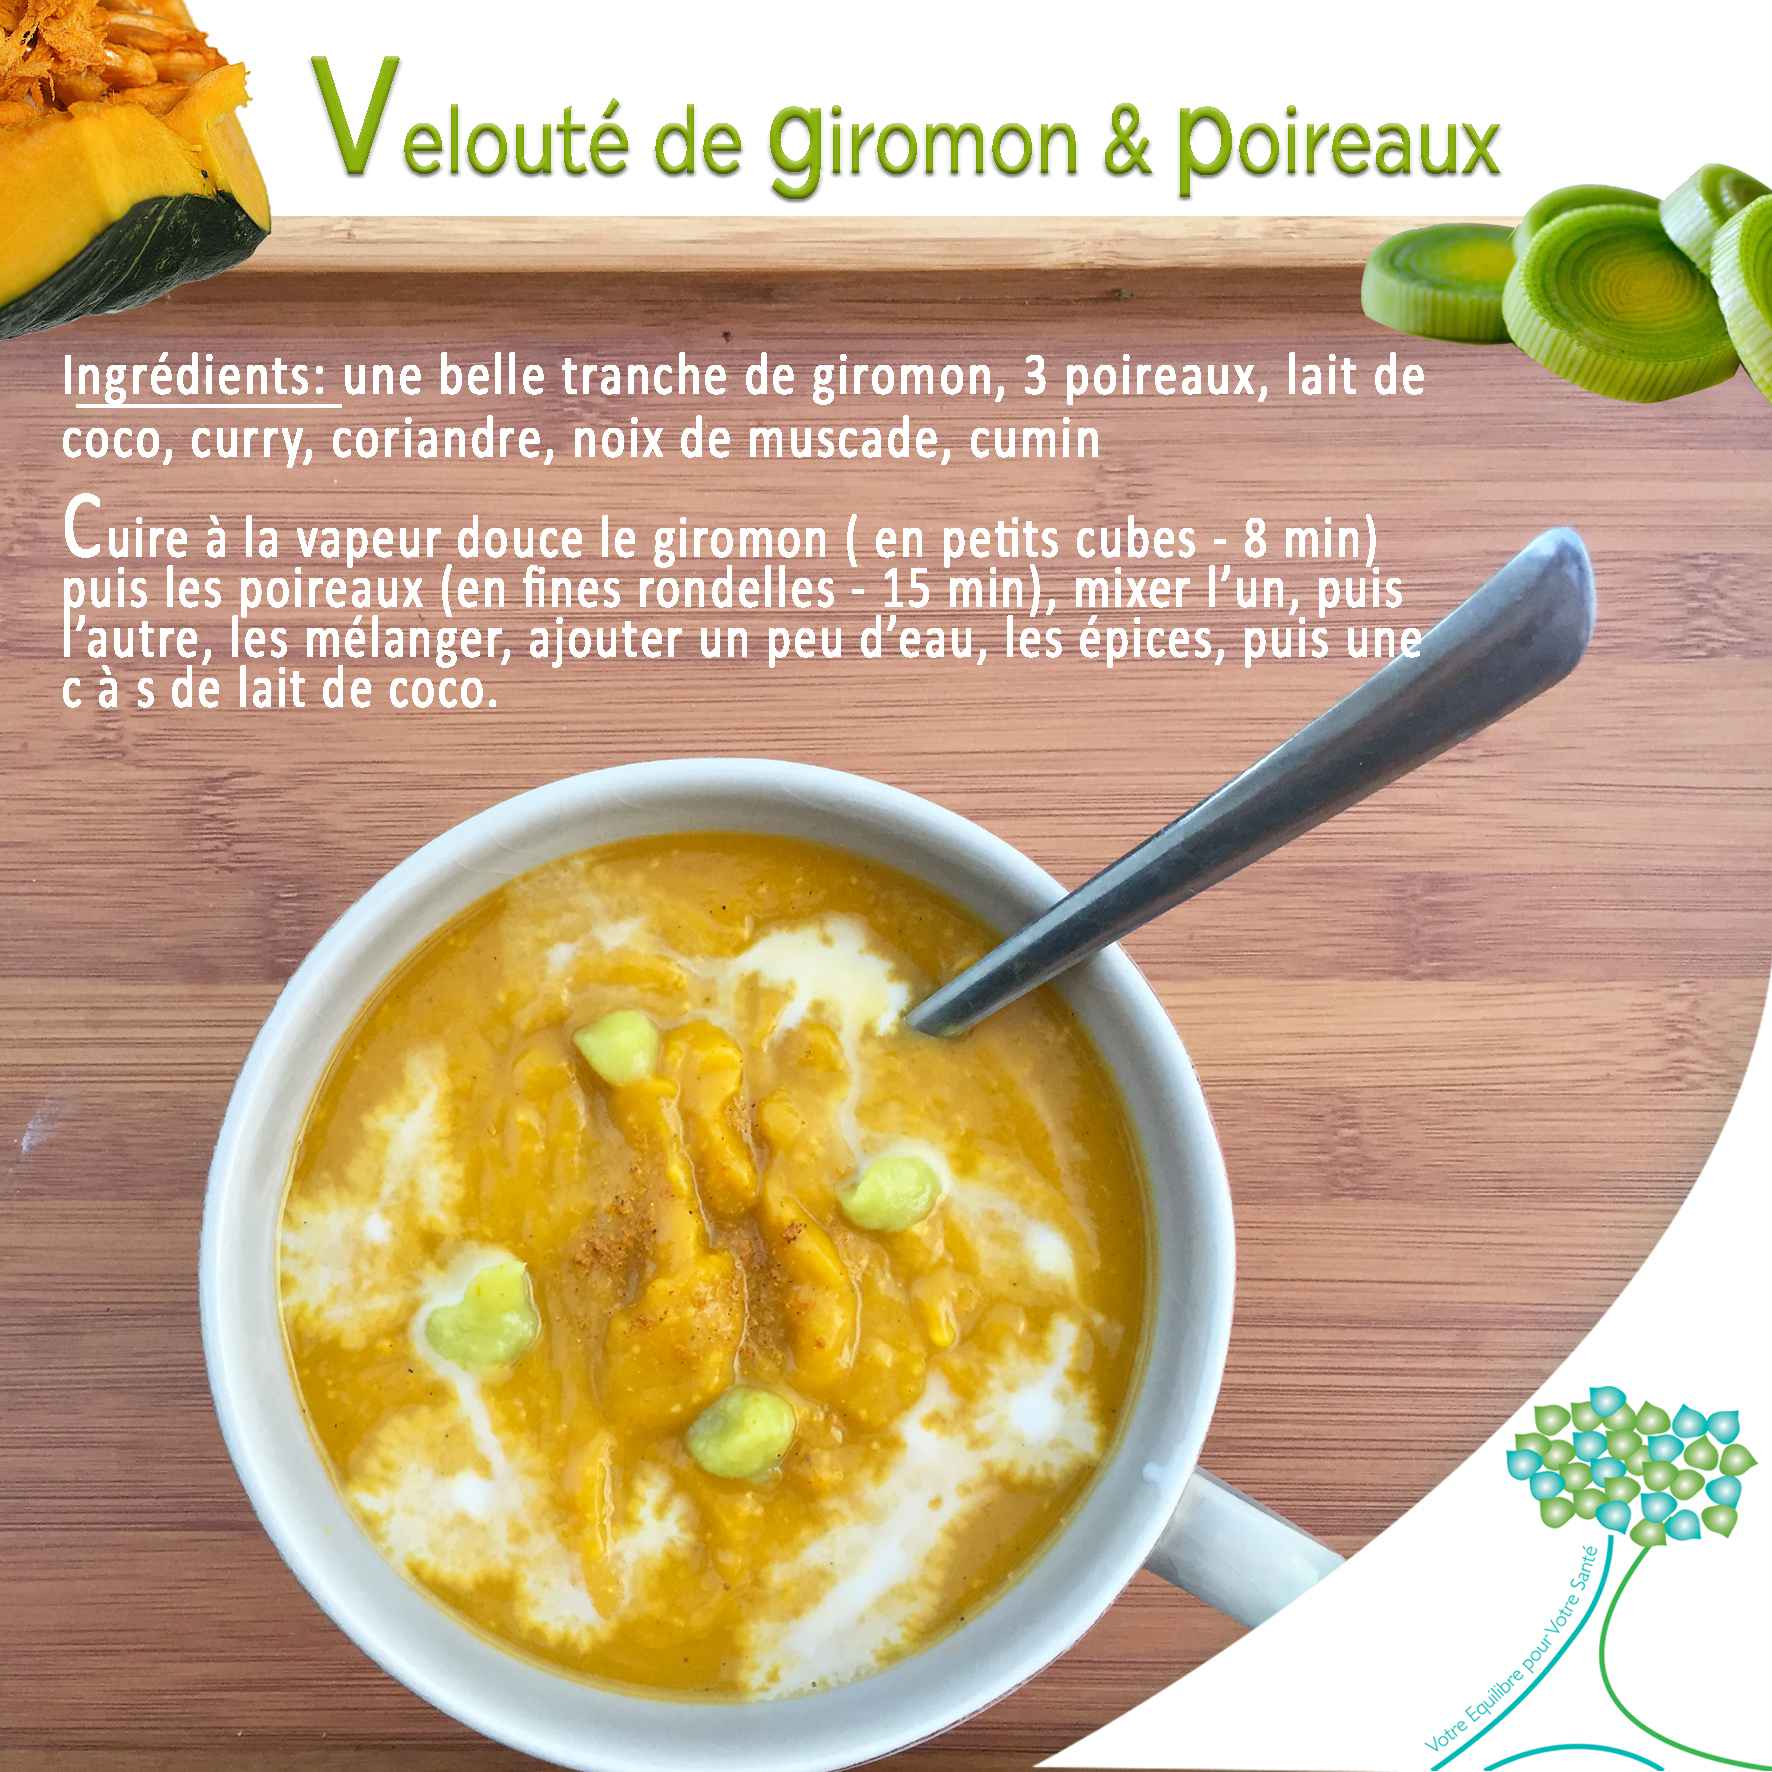 Velouté de giromon & poireaux
Ingrédients: une belle tranche de giromon, 3 poireaux, lait de
coco, curry, coriandre, noix de muscade, cumin
Cuire à la vapeur douce le giromon ( en petits cubes - 8 min)
puis les poireaux (en fines rondelles - 15 min), mixer l’un, puis
l’autre, les mélanger, ajouter un peu d’eau, les épices, puis une
c à s de lait de coco.
Votre Equilibre pour Votre Santé